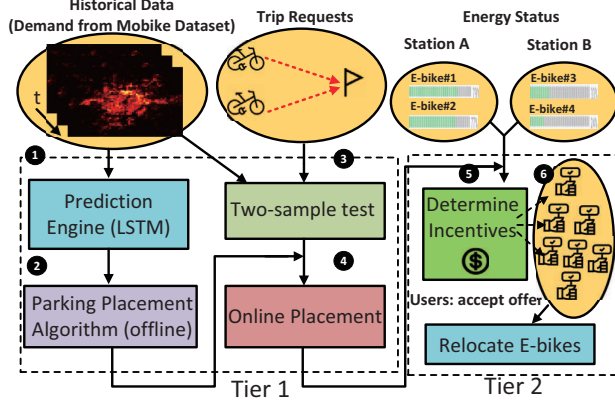 Historical Data
(Demand from Mobike Dataset)
Trip Requests
Energy Status
Station A
Station B
E-bike#1
E-bike#2
E-bike#3
E-bike#4
t
1
3
5
6
Prediction
Engine (LSTM)
Two-sample test
Determine
Incentives
$
2
4
Parking Placement
Algorithm (offline)
Online Placement
Users: accept offer
Relocate E-bikes
Tier 1
Tier 2